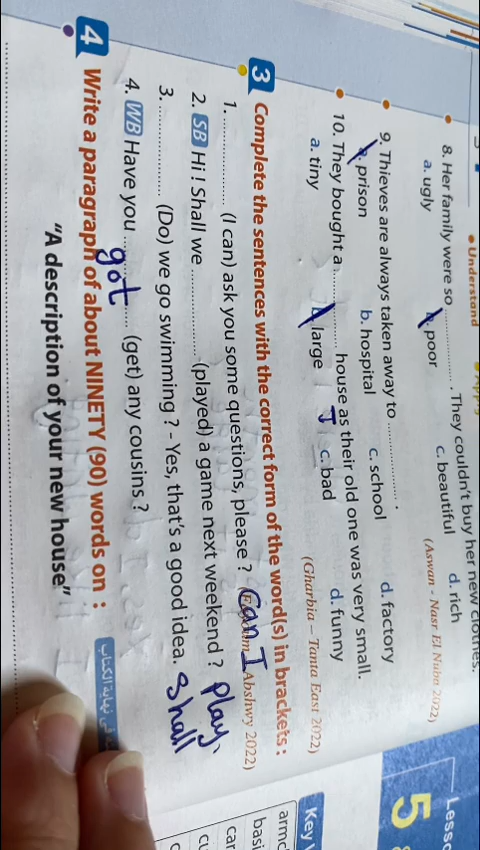 Understand
8. Her family were so ............ . They couldn't buy her new clothes.
a. ugly poor c. beautiful d. rich
(Aswan - Nasr El Nuba 2022)
9. Thieves are always taken away to ............ .
a. prison b. hospital c. school d. factory
10. They bought a ............ house as their old one was very small.
a. tiny large c. bad d. funny
(Gharbia – Tanta East 2022)
3 Complete the sentences with the correct form of the word(s) in brackets :
1. ............ (I can) ask you some questions, please ? Can I Abshwy 2022)
2. SB Hi ! Shall we ............ (played) a game next weekend ? play
3. ............ (Do) we go swimming ? - Yes, that's a good idea. Shall
4. WB Have you got (get) any cousins ?
4 Write a paragraph of about NINETY (90) words on :
نهاية الكتاب
"A description of your new house"
Lesso
5
Key
basi
car